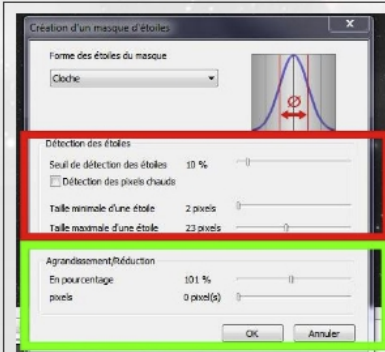 Création d'un masque d'étoiles
x
Forme des étoiles du masque
Cloche
Ø
Détection des étoiles
Seuil de détection des étoiles 10 %
Détection des pixels chauds
Taille minimale d'une étoile 2 pixels
Taille maximale d'une étoile 23 pixels
Agrandissement/Réduction
En pourcentage 101 %
pixels 0 pixel(s)
OK Annuler